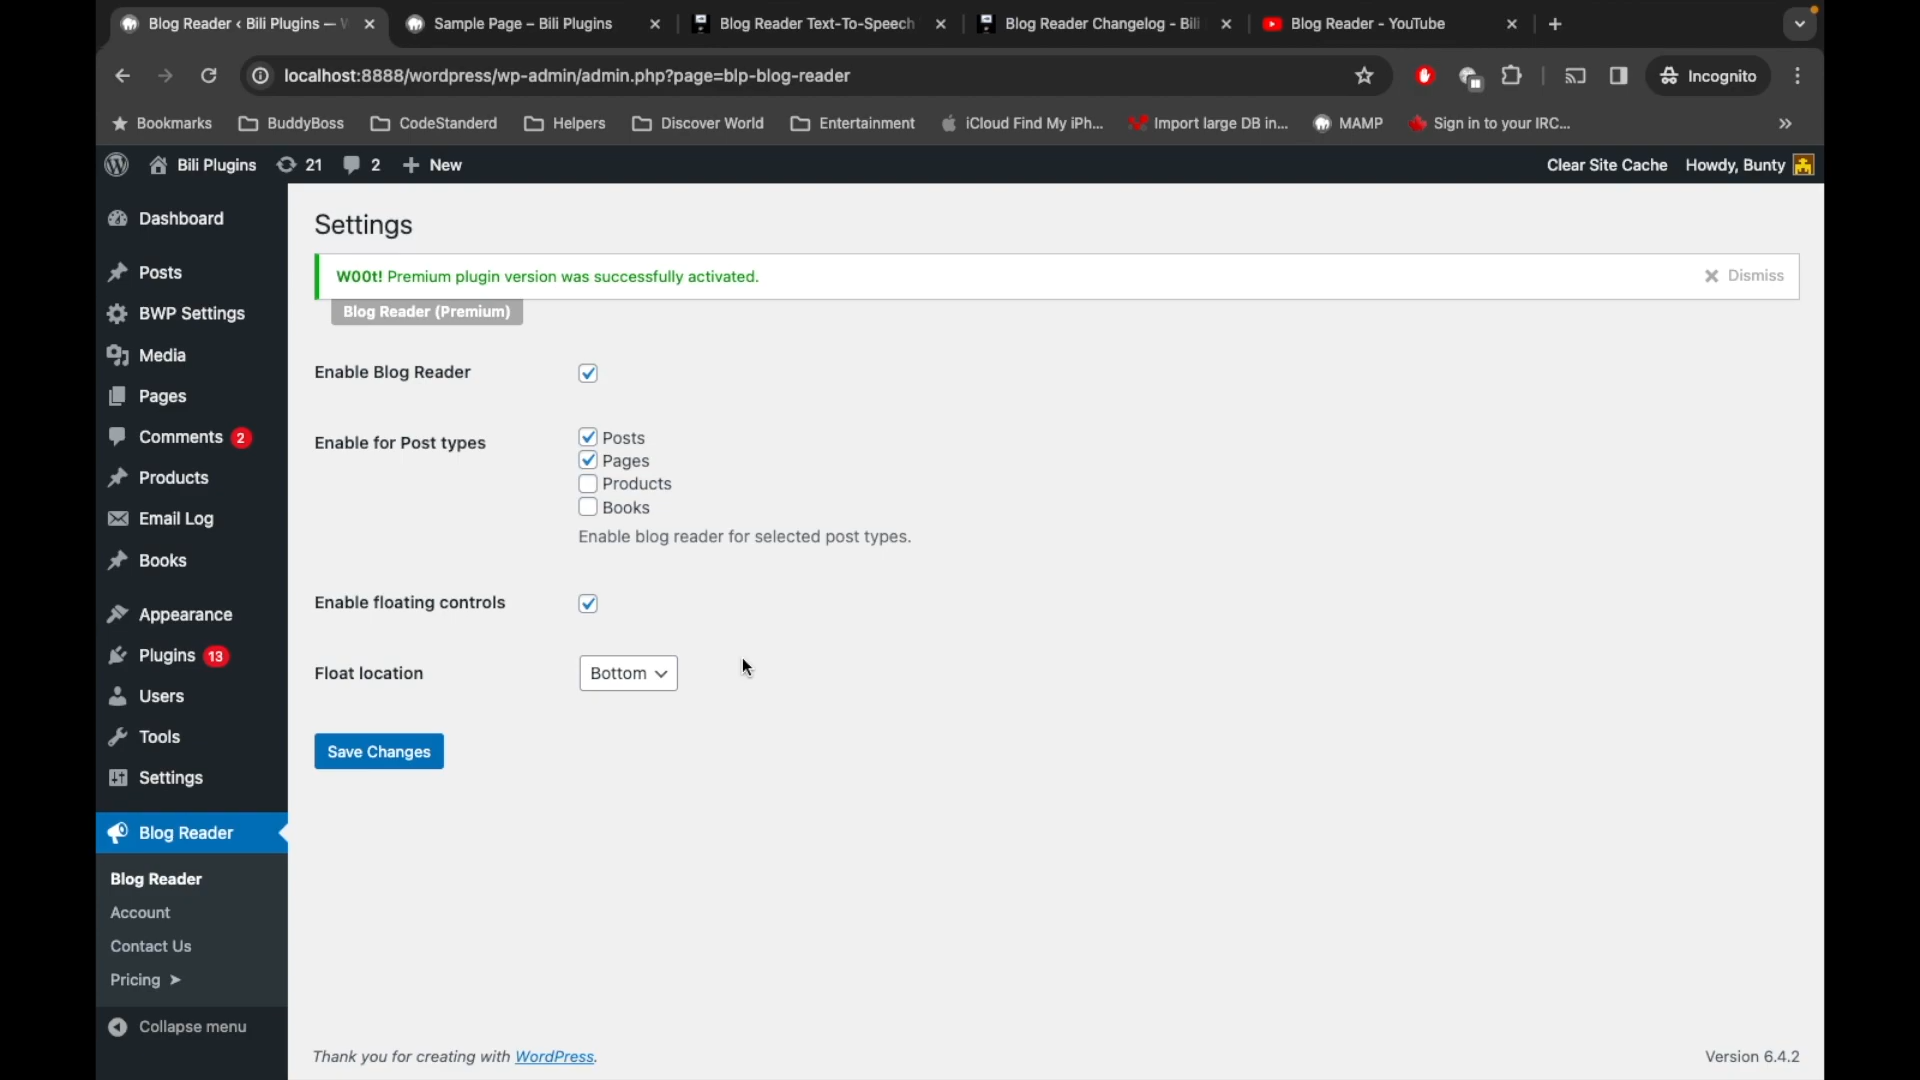 Blog Reader ‹ Bili Plugins —
Sample Page – Bili Plugins
Blog Reader Text-To-Speech
Blog Reader Changelog - Bili
Blog Reader - YouTube
localhost:8888/wordpress/wp-admin/admin.php?page=blp-blog-reader
Incognito
Bookmarks
BuddyBoss
CodeStanderd
Helpers
Discover World
Entertainment
iCloud Find My iPh...
Import large DB in...
MAMP
Sign in to your IRC...
Bili Plugins
21
2
New
Clear Site Cache
Howdy, Bunty
Dashboard
Posts
BWP Settings
Media
Pages
Comments 2
Products
Email Log
Books
Appearance
Plugins 13
Users
Tools
Settings
Blog Reader
Blog Reader
Account
Contact Us
Pricing ➤
Collapse menu
Settings
W00t! Premium plugin version was successfully activated.
Dismiss
Blog Reader (Premium)
Enable Blog Reader
Enable for Post types
Posts
Pages
Products
Books
Enable blog reader for selected post types.
Enable floating controls
Float location
Bottom
Save Changes
Thank you for creating with WordPress.
Version 6.4.2